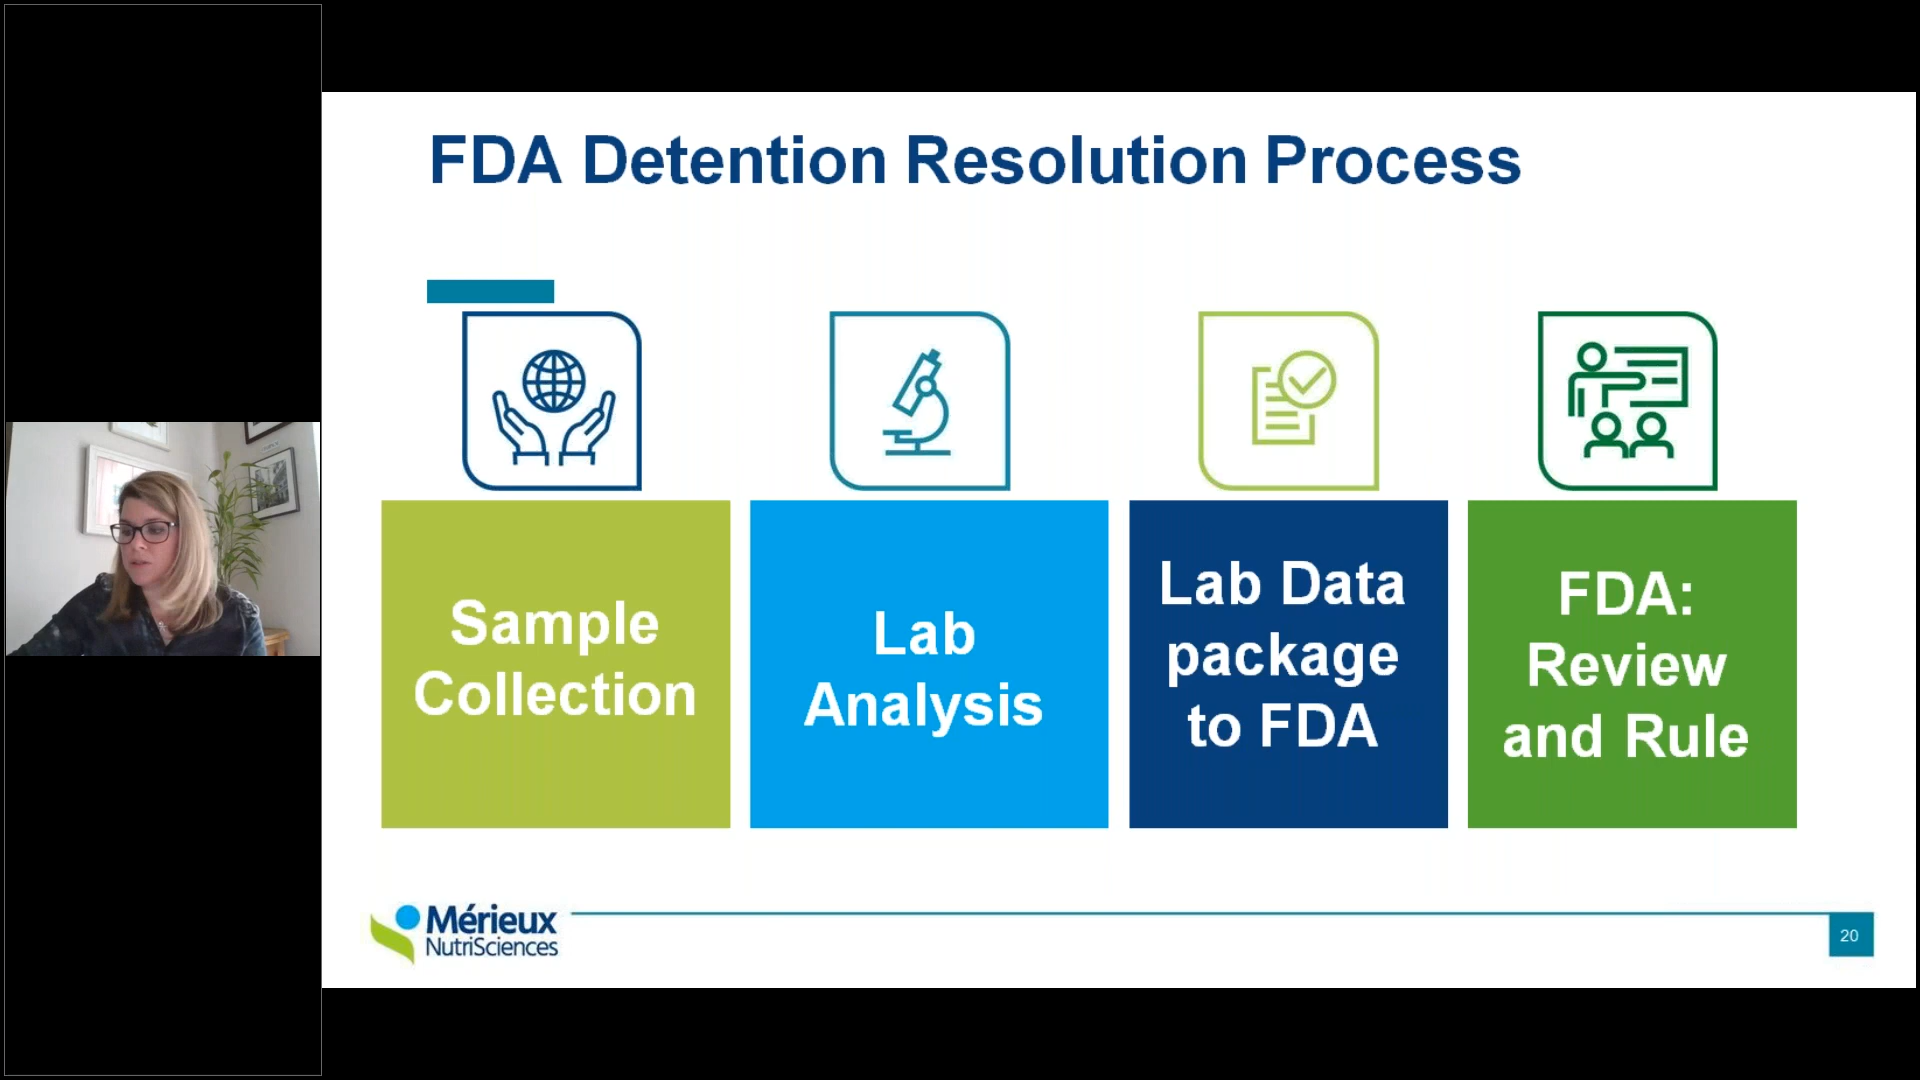 FDA Detention Resolution Process
Sample
Collection
Lab
Analysis
Lab Data
package
to FDA
FDA:
Review
and Rule
Mérieux
NutriSciences
20